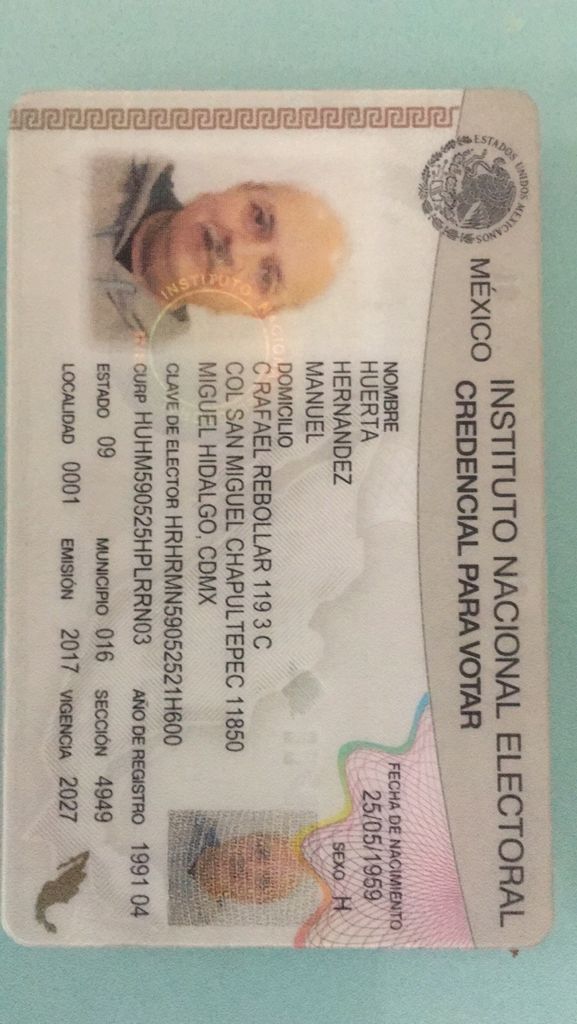 ESTADOS UNIDOS MEXICANOS
MÉXICO
INSTITUTO NACIONAL ELECTORAL
CREDENCIAL PARA VOTAR
NOMBRE
HUERTA
HERNANDEZ
MANUEL
FECHA DE NACIMIENTO
25/05/1959
SEXO H
DOMICILIO
C RAFAEL REBOLLAR 119 3 C
COL SAN MIGUEL CHAPULTEPEC 11850
MIGUEL HIDALGO, CDMX
CLAVE DE ELECTOR HRHRMN59052521H600
CURP HUHM590525HPLRRN03 AÑO DE REGISTRO 1991 04
ESTADO 09 MUNICIPIO 016 SECCIÓN 4949
LOCALIDAD 0001 EMISIÓN 2017 VIGENCIA 2027